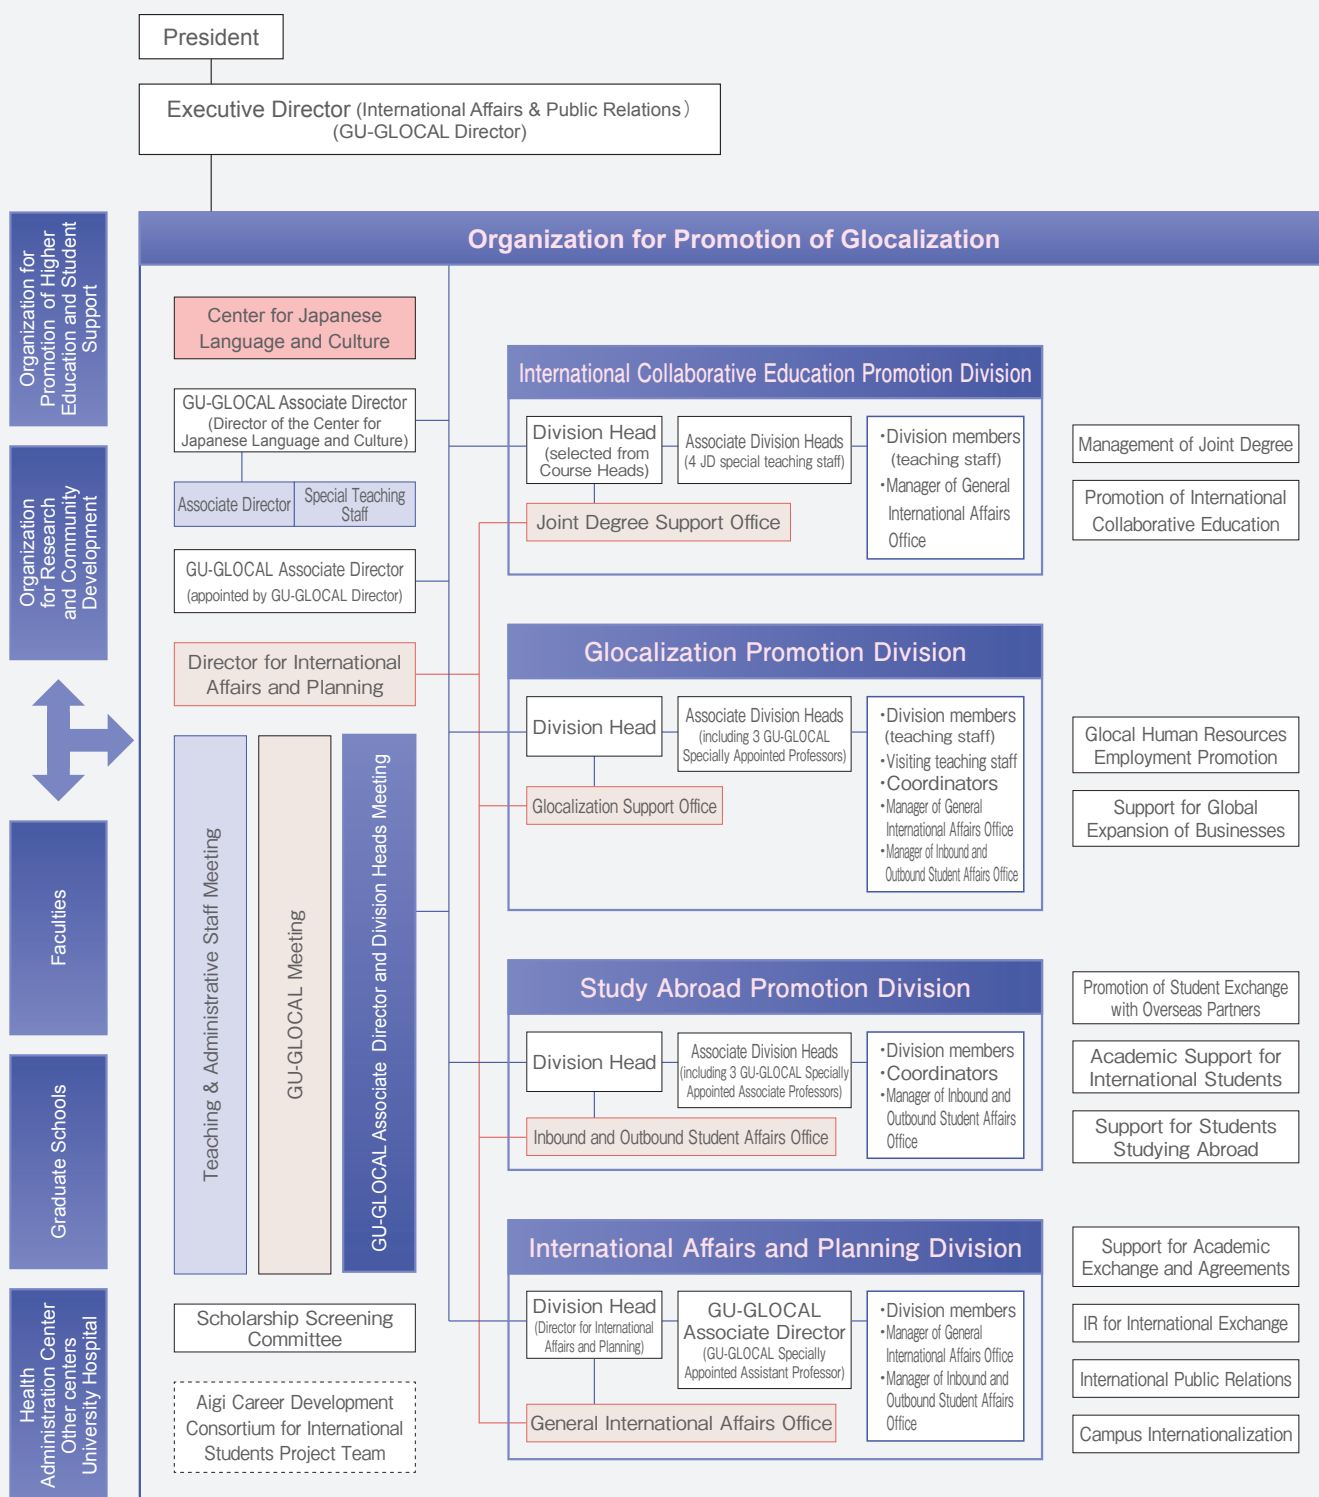 President
Executive Director (International Affairs & Public Relations)
(GU-GLOCAL Director)
Organization for
Promotion of Higher
Education and Student
Support
Organization
for Research
and Community
Development
Faculties
Graduate Schools
Health
Administration Center
Other centers
University Hospital
Organization for Promotion of Glocalization
Center for Japanese
Language and Culture
GU-GLOCAL Associate Director
(Director of the Center for
Japanese Language and Culture)
Associate Director
Special Teaching
Staff
GU-GLOCAL Associate Director
(appointed by GU-GLOCAL Director)
Director for International
Affairs and Planning
Teaching & Administrative Staff Meeting
GU-GLOCAL Meeting
GU-GLOCAL Associate Director and Division Heads Meeting
Scholarship Screening
Committee
Aigi Career Development
Consortium for International
Students Project Team
International Collaborative Education Promotion Division
Division Head
(selected from
Course Heads)
Associate Division Heads
(4 JD special teaching staff)
・Division members
(teaching staff)
・Manager of General
International Affairs
Office
Joint Degree Support Office
Management of Joint Degree
Promotion of International
Collaborative Education
Glocalization Promotion Division
Division Head
Associate Division Heads
(including 3 GU-GLOCAL
Specially Appointed Professors)
・Division members
(teaching staff)
・Visiting teaching staff
・Coordinators
・Manager of General
International Affairs Office
・Manager of Inbound and
Outbound Student Affairs Office
Glocalization Support Office
Glocal Human Resources
Employment Promotion
Support for Global
Expansion of Businesses
Study Abroad Promotion Division
Division Head
Associate Division Heads
(including 3 GU-GLOCAL Specially
Appointed Associate Professors)
・Division members
・Coordinators
・Manager of Inbound and
Outbound Student Affairs
Office
Inbound and Outbound Student Affairs Office
Promotion of Student Exchange
with Overseas Partners
Academic Support for
International Students
Support for Students
Studying Abroad
International Affairs and Planning Division
Division Head
(Director for International
Affairs and Planning)
GU-GLOCAL
Associate Director
(GU-GLOCAL Specially
Appointed Assistant Professor)
・Division members
・Manager of General
International Affairs Office
・Manager of Inbound and
Outbound Student Affairs
Office
General International Affairs Office
Support for Academic
Exchange and Agreements
IR for International Exchange
International Public Relations
Campus Internationalization